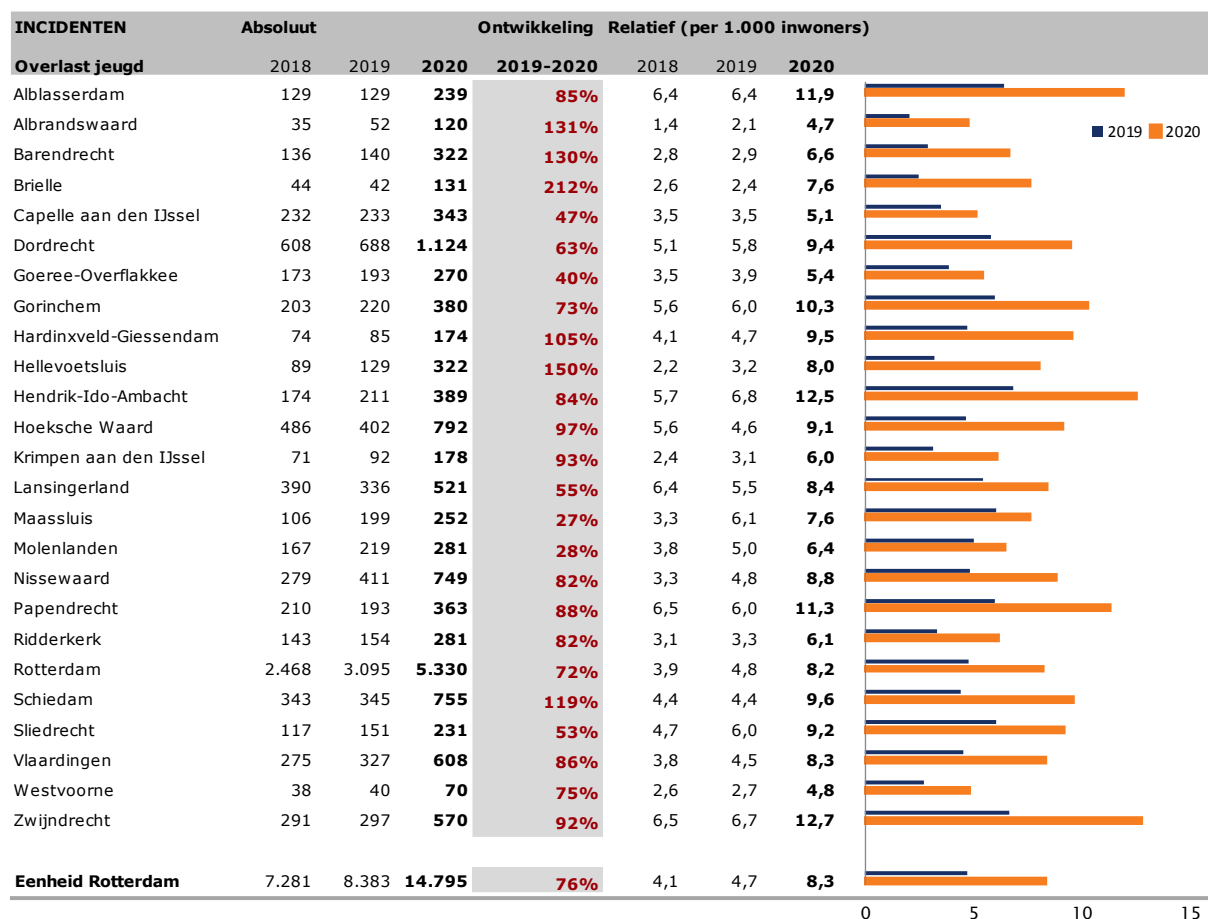 INCIDENTEN Absoluut Ontwikkeling Relatief (per 1.000 inwoners)
Overlast jeugd 2018 2019 2020 2019-2020 2018 2019 2020
Alblasserdam 129 129 239 85% 6,4 6,4 11,9
Albrandswaard 35 52 120 131% 1,4 2,1 4,7
2019 2020
Barendrecht 136 140 322 130% 2,8 2,9 6,6
Brielle 44 42 131 212% 2,6 2,4 7,6
Capelle aan den IJssel 232 233 343 47% 3,5 3,5 5,1
Dordrecht 608 688 1.124 63% 5,1 5,8 9,4
Goeree-Overflakkee 173 193 270 40% 3,5 3,9 5,4
Gorinchem 203 220 380 73% 5,6 6,0 10,3
Hardinxveld-Giessendam 74 85 174 105% 4,1 4,7 9,5
Hellevoetsluis 89 129 322 150% 2,2 3,2 8,0
Hendrik-Ido-Ambacht 174 211 389 84% 5,7 6,8 12,5
Hoeksche Waard 486 402 792 97% 5,6 4,6 9,1
Krimpen aan den IJssel 71 92 178 93% 2,4 3,1 6,0
Lansingerland 390 336 521 55% 6,4 5,5 8,4
Maassluis 106 199 252 27% 3,3 6,1 7,6
Molenlanden 167 219 281 28% 3,8 5,0 6,4
Nissewaard 279 411 749 82% 3,3 4,8 8,8
Papendrecht 210 193 363 88% 6,5 6,0 11,3
Ridderkerk 143 154 281 82% 3,1 3,3 6,1
Rotterdam 2.468 3.095 5.330 72% 3,9 4,8 8,2
Schiedam 343 345 755 119% 4,4 4,4 9,6
Sliedrecht 117 151 231 53% 4,7 6,0 9,2
Vlaardingen 275 327 608 86% 3,8 4,5 8,3
Westvoorne 38 40 70 75% 2,6 2,7 4,8
Zwijndrecht 291 297 570 92% 6,5 6,7 12,7
Eenheid Rotterdam 7.281 8.383 14.795 76% 4,1 4,7 8,3
0 5 10 15